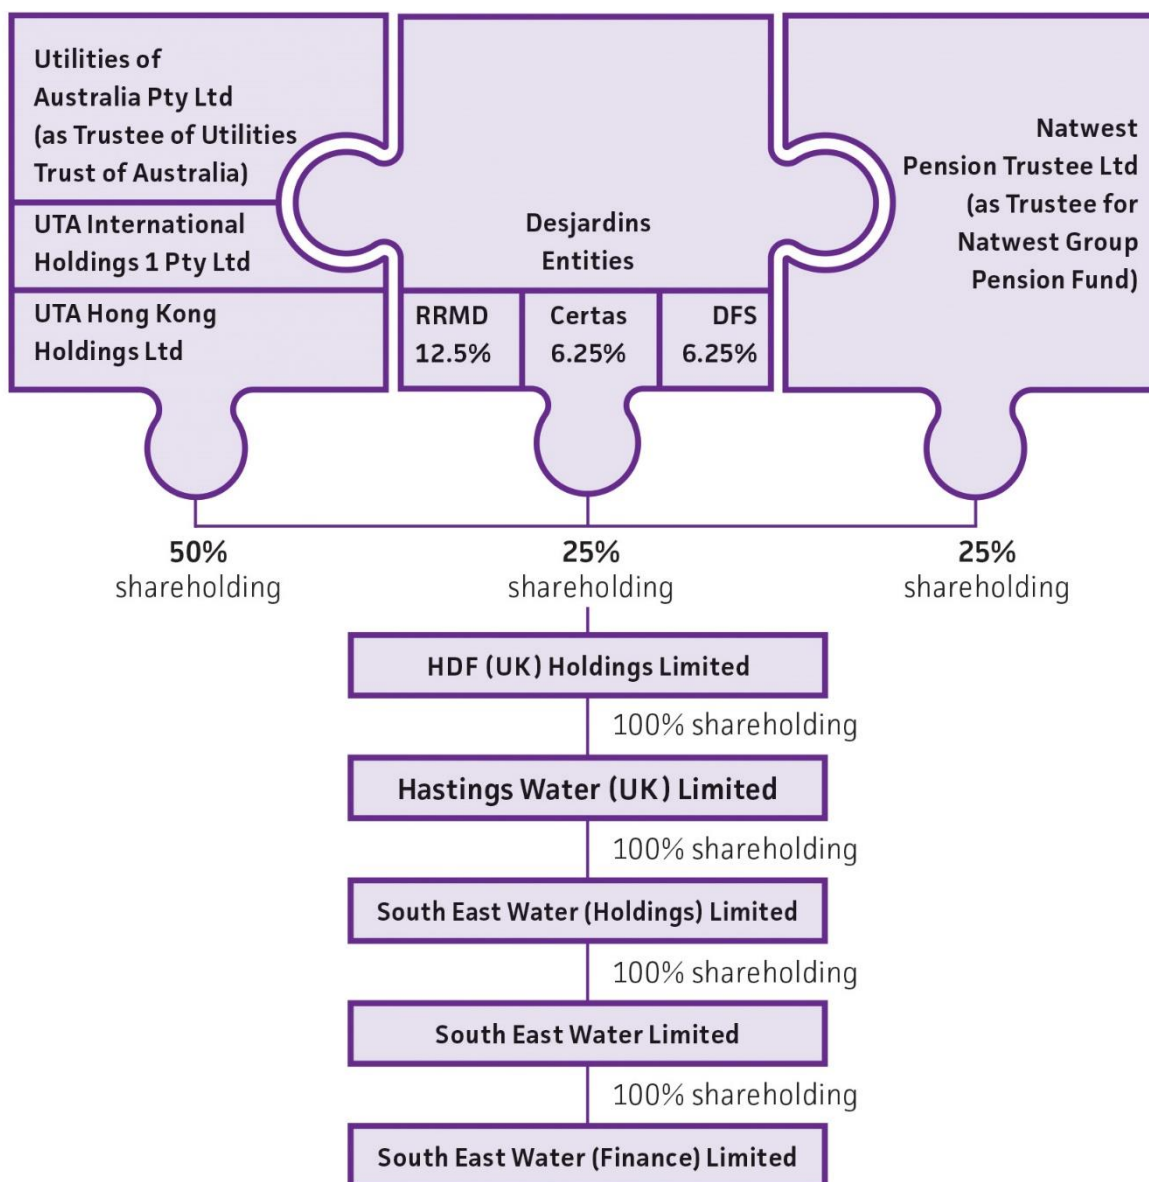 Utilities of
Australia Pty Ltd
(as Trustee of Utilities
Trust of Australia)
UTA International
Holdings 1 Pty Ltd
UTA Hong Kong
Holdings Ltd
Desjardins
Entities
RRMD
12.5%
Certas
6.25%
DFS
6.25%
Natwest
Pension Trustee Ltd
(as Trustee for
Natwest Group
Pension Fund)
50%
shareholding
25%
shareholding
25%
shareholding
HDF (UK) Holdings Limited
100% shareholding
Hastings Water (UK) Limited
100% shareholding
South East Water (Holdings) Limited
100% shareholding
South East Water Limited
100% shareholding
South East Water (Finance) Limited